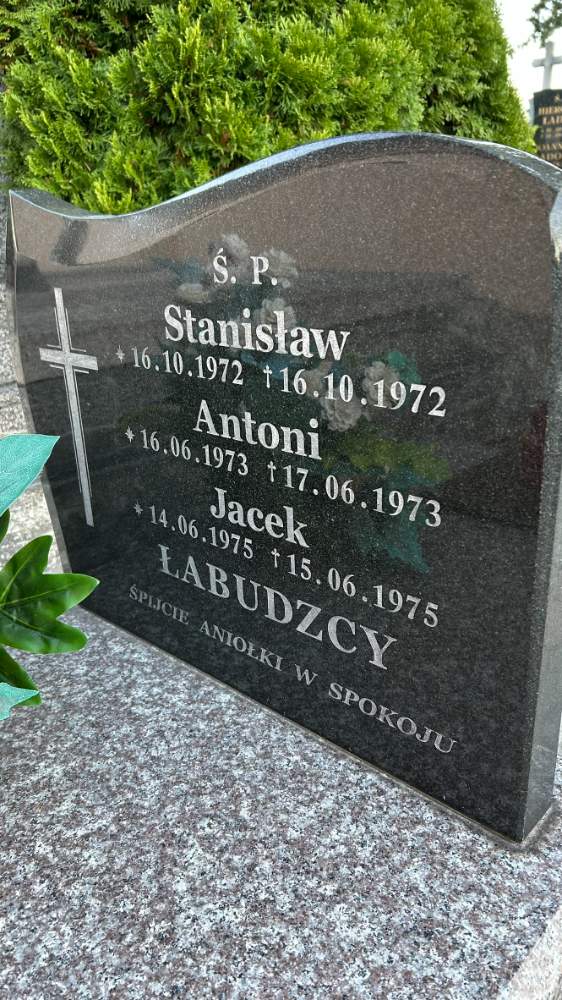 Ś. P.
Stanisław
* 16.10.1972 † 16.10.1972
Antoni
* 16.06.1973 † 17.06.1973
Jacek
* 14.06.1975 † 15.06.1975
ŁABUDZCY
ŚPIJCIE ANIOŁKI W SPOKOJU